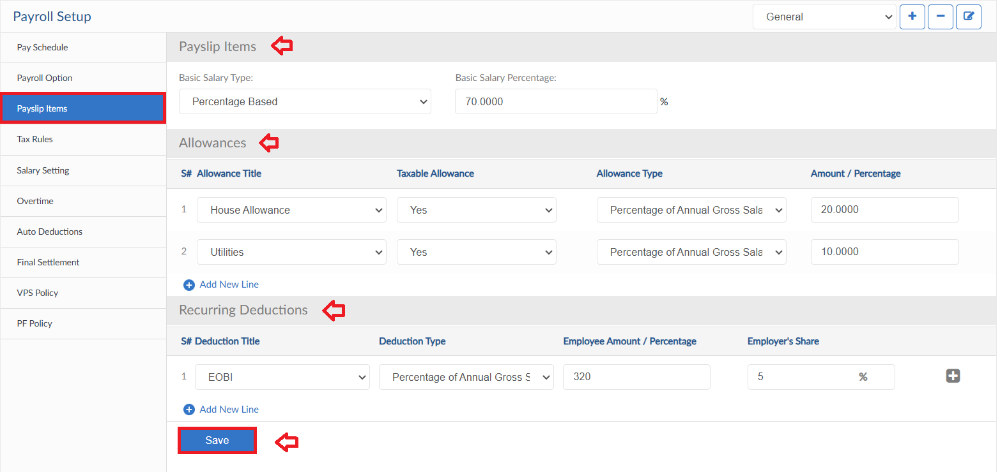 Payroll Setup
General
Pay Schedule
Payroll Option
Payslip Items
Tax Rules
Salary Setting
Overtime
Auto Deductions
Final Settlement
VPS Policy
PF Policy
Payslip Items
Basic Salary Type: Basic Salary Percentage:
Percentage Based 70.0000 %
Allowances
S# Allowance Title Taxable Allowance Allowance Type Amount / Percentage
1 House Allowance Yes Percentage of Annual Gross Sala 20.0000
2 Utilities Yes Percentage of Annual Gross Sala 10.0000
Add New Line
Recurring Deductions
S# Deduction Title Deduction Type Employee Amount / Percentage Employer's Share
1 EOBI Percentage of Annual Gross S 320 5 %
Add New Line
Save